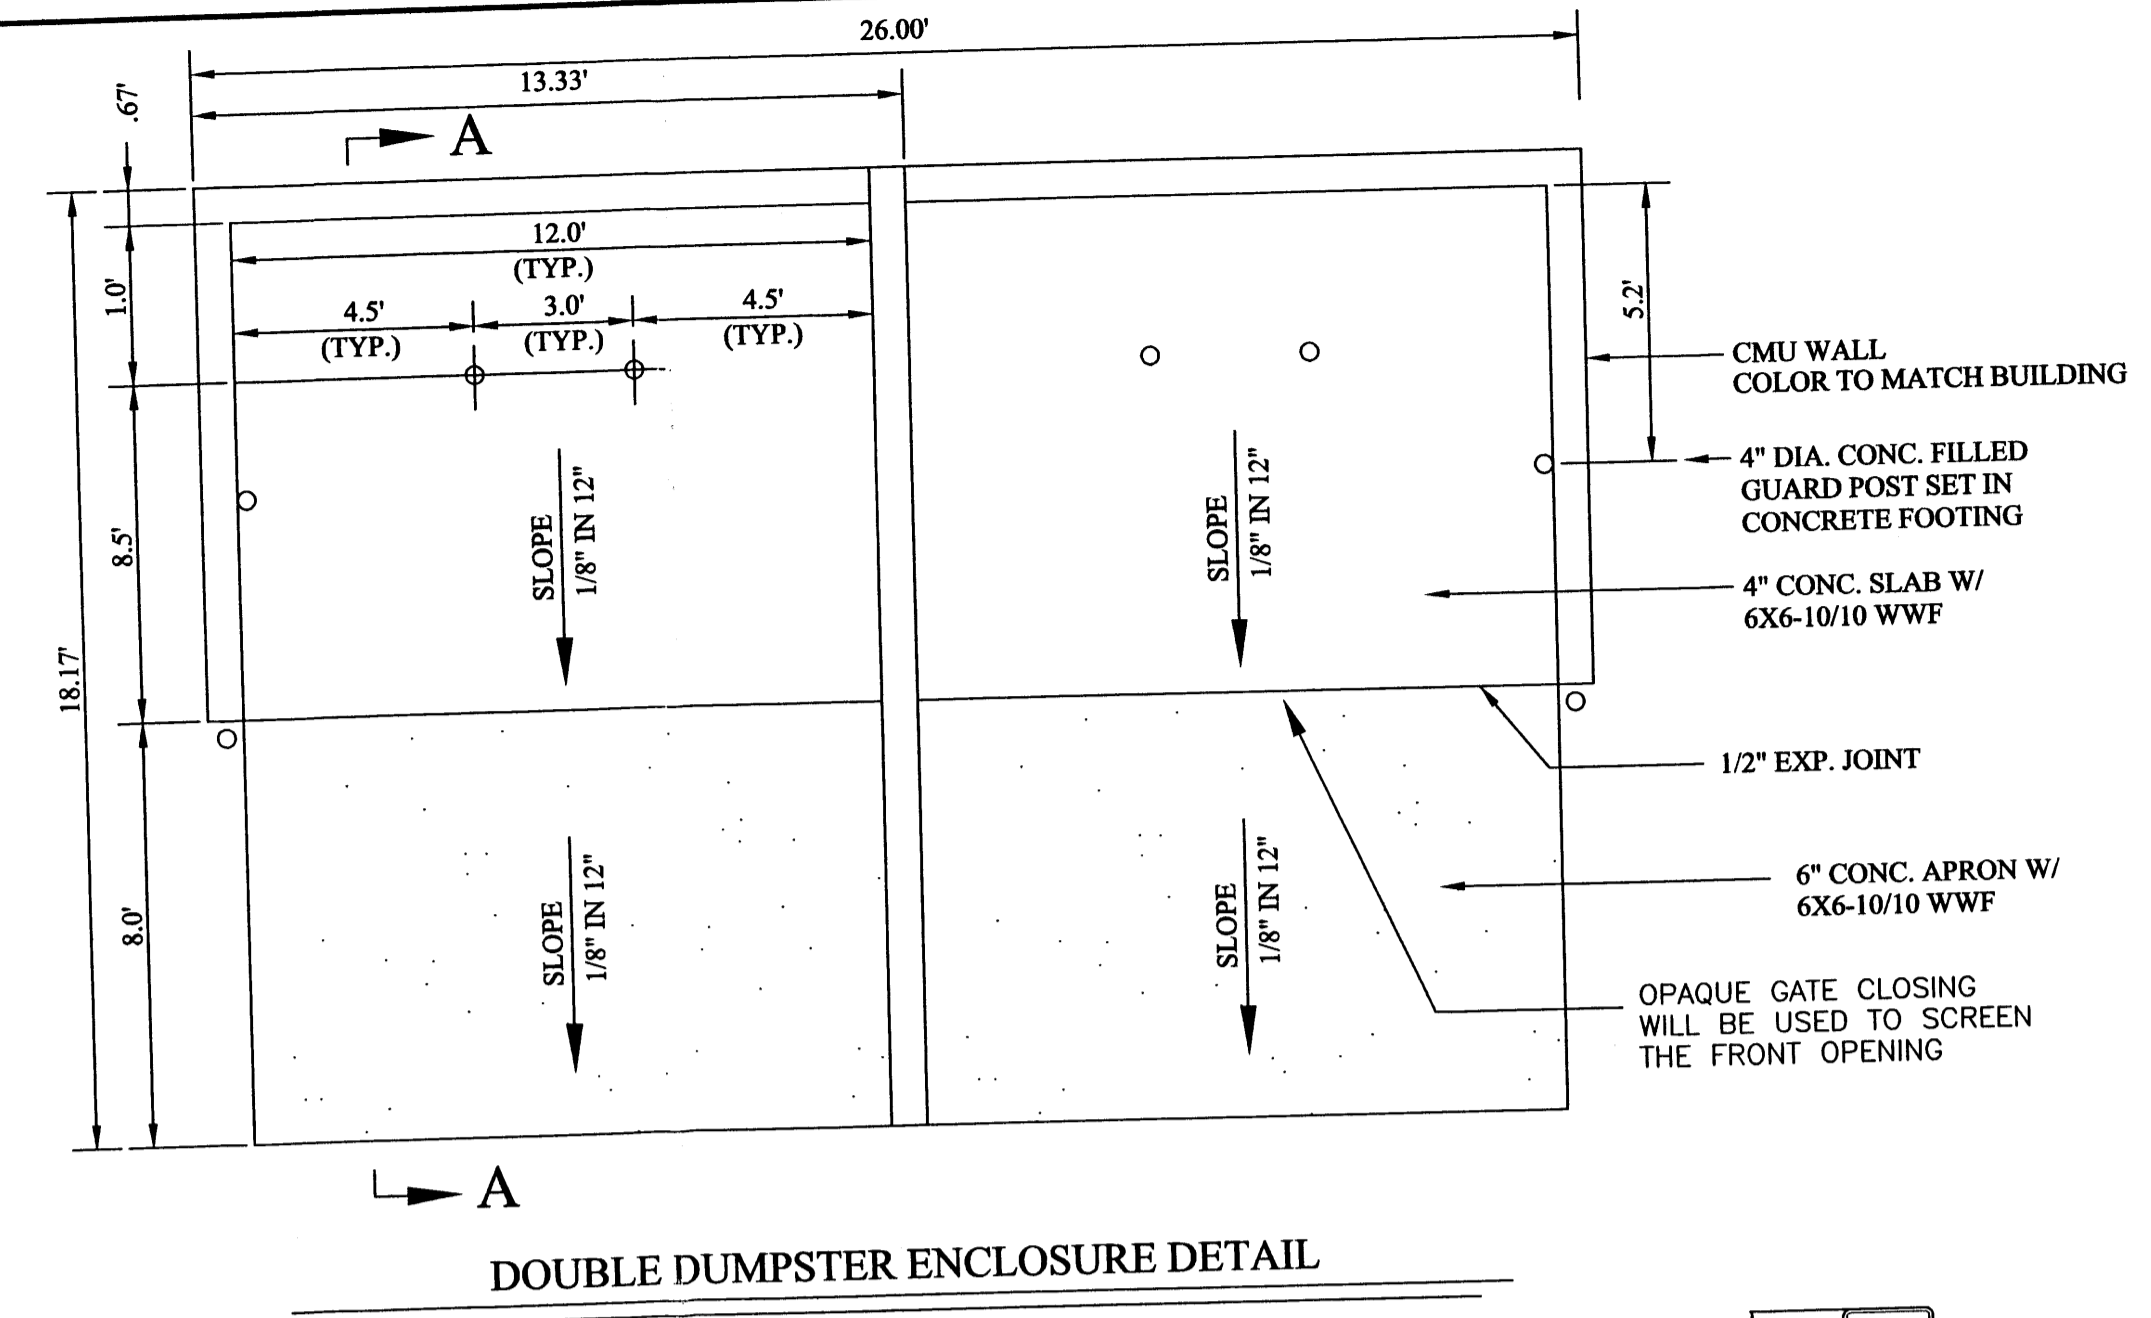 26.00'
13.33'
.67'
A
12.0'
(TYP.)
4.5'
(TYP.)
3.0'
(TYP.)
4.5'
(TYP.)
1.0'
5.2'
CMU WALL
COLOR TO MATCH BUILDING
4" DIA. CONC. FILLED
GUARD POST SET IN
CONCRETE FOOTING
SLOPE
1/8" IN 12"
SLOPE
1/8" IN 12"
8.5'
4" CONC. SLAB W/
6X6-10/10 WWF
18.17'
1/2" EXP. JOINT
8.0'
SLOPE
1/8" IN 12"
SLOPE
1/8" IN 12"
6" CONC. APRON W/
6X6-10/10 WWF
OPAQUE GATE CLOSING
WILL BE USED TO SCREEN
THE FRONT OPENING
A
DOUBLE DUMPSTER ENCLOSURE DETAIL